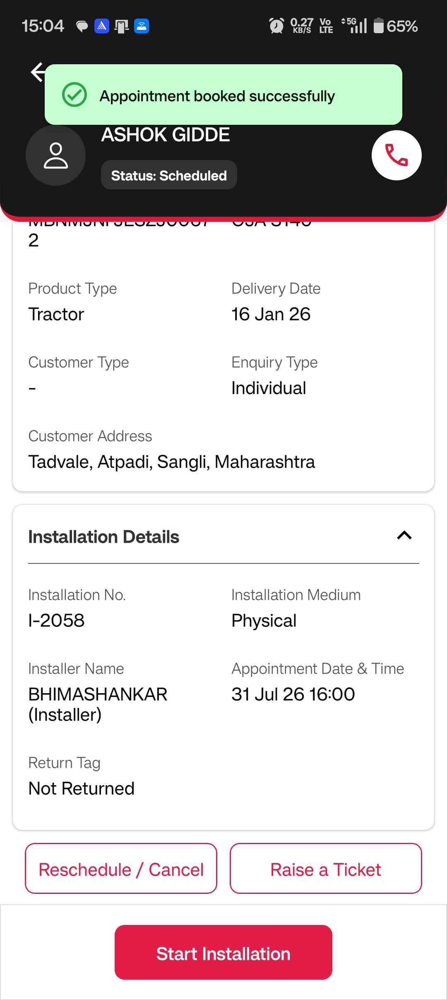 15:04
0.27 KB/S
Vo LTE
5G
65%
Appointment booked successfully
ASHOK GIDDE
Status: Scheduled
2
Product Type
Delivery Date
Tractor
16 Jan 26
Customer Type
Enquiry Type
-
Individual
Customer Address
Tadvale, Atpadi, Sangli, Maharashtra
Installation Details
Installation No.
Installation Medium
I-2058
Physical
Installer Name
Appointment Date & Time
BHIMASHANKAR
(Installer)
31 Jul 26 16:00
Return Tag
Not Returned
Reschedule / Cancel
Raise a Ticket
Start Installation